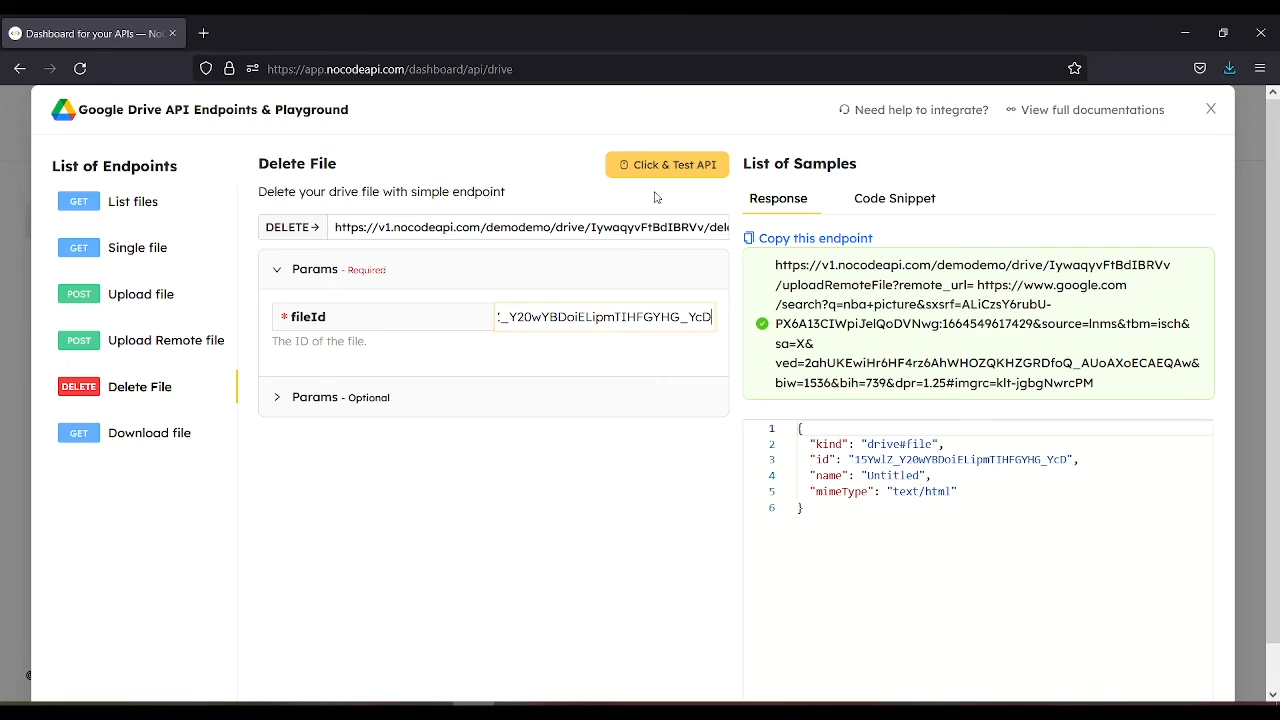 Dashboard for your APIs — NoC
https://app.nocodeapi.com/dashboard/api/drive
Google Drive API Endpoints & Playground
Need help to integrate?
View full documentations
List of Endpoints
GET List files
GET Single file
POST Upload file
POST Upload Remote file
DELETE Delete File
GET Download file
Delete File
Click & Test API
Delete your drive file with simple endpoint
DELETE→ https://v1.nocodeapi.com/demodemo/drive/IywaqyvFtBdIBRVv/dele
Params - Required
* fileId
_Y20wYBDoiELipmTIHFGYHG_YcD
The ID of the file.
Params - Optional
List of Samples
Response
Code Snippet
Copy this endpoint
https://v1.nocodeapi.com/demodemo/drive/IywaqyvFtBdIBRVv
/uploadRemoteFile?remote_url= https://www.google.com
/search?q=nba+picture&sxsrf=ALiCzsY6rubU-
PX6A13CIWpiJelQoDVNwg:1664549617429&source=lnms&tbm=isch&
sa=X&
ved=2ahUKEwiHr6HF4rz6AhWHOZQKHZGRDfoQ_AUoAXoECAEQAw&
biw=1536&bih=739&dpr=1.25#imgrc=klt-jgbgNwrcPM
1 {
2 "kind": "drive#file",
3 "id": "15YwlZ_Y20wYBDoiELipmTIHFGYHG_YcD",
4 "name": "Untitled",
5 "mimeType": "text/html"
6 }